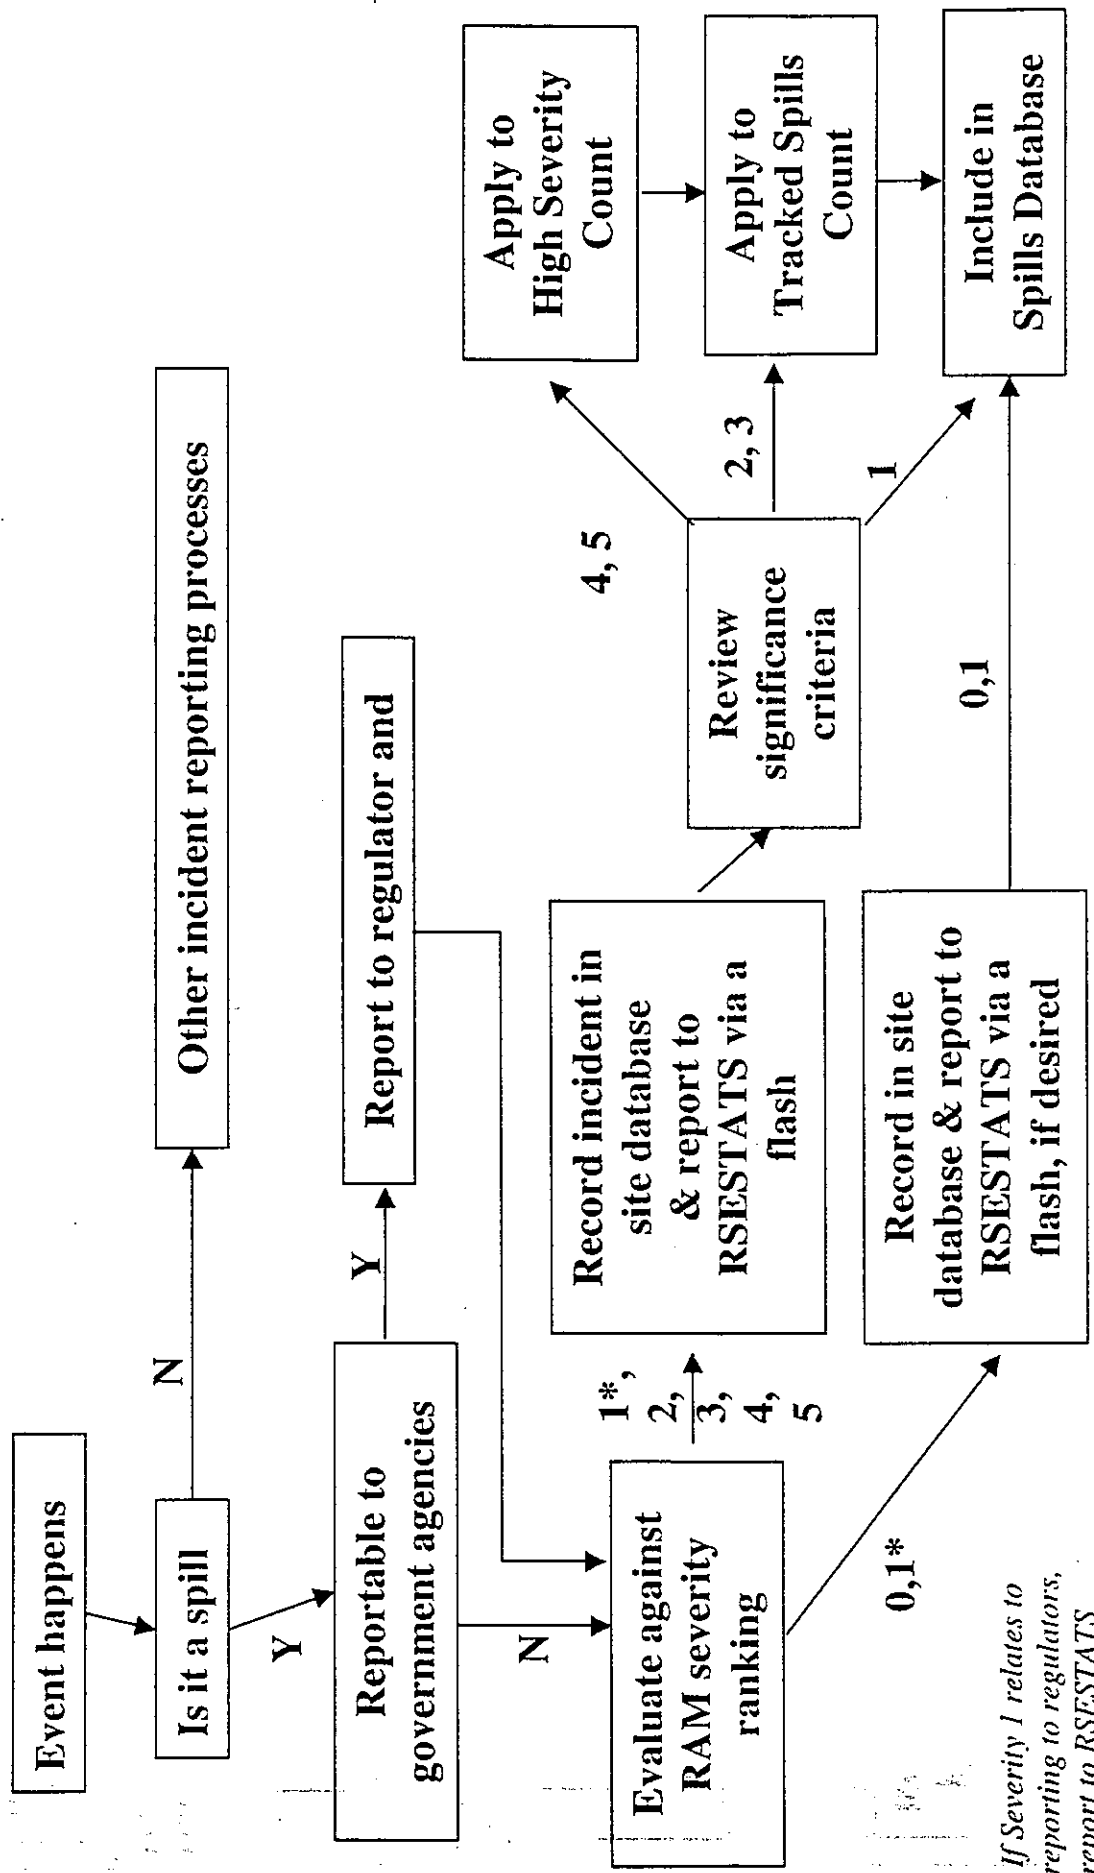 Event happens
Is it a spill
N
Other incident reporting processes
Y
Reportable to
government agencies
Y
Report to regulator and
N
Evaluate against
RAM severity
ranking
1*,
2,
3,
4,
5
Record incident in
site database
& report to
RSESTATS via a
flash
0,1*
Record in site
database & report to
RSESTATS via a
flash, if desired
Review
significance
criteria
4, 5
2, 3
1
0,1
Apply to
High Severity
Count
Apply to
Tracked Spills
Count
Include in
Spills Database
If Severity 1 relates to
reporting to regulators,
report to RSESTATS